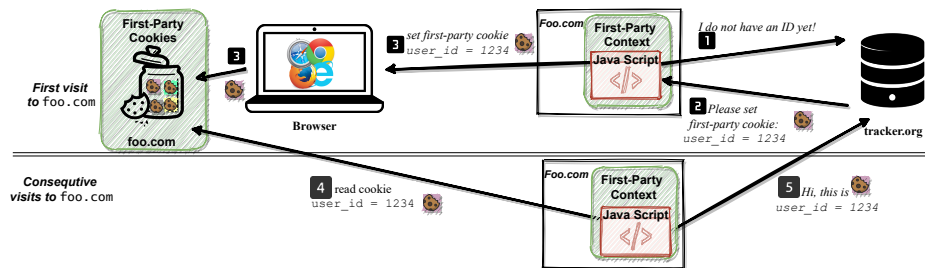 First-Party
Cookies
foo.com
First visit
to foo.com
3
Browser
3 set first-party cookie
user_id = 1234
Foo.com
First-Party
Context
Java Script
</>
1
I do not have an ID yet!
2 Please set
first-party cookie:
user_id = 1234
tracker.org
Consequtive
visits to foo.com
4 read cookie
user_id = 1234
Foo.com
First-Party
Context
Java Script
</>
5 Hi, this is
user_id = 1234